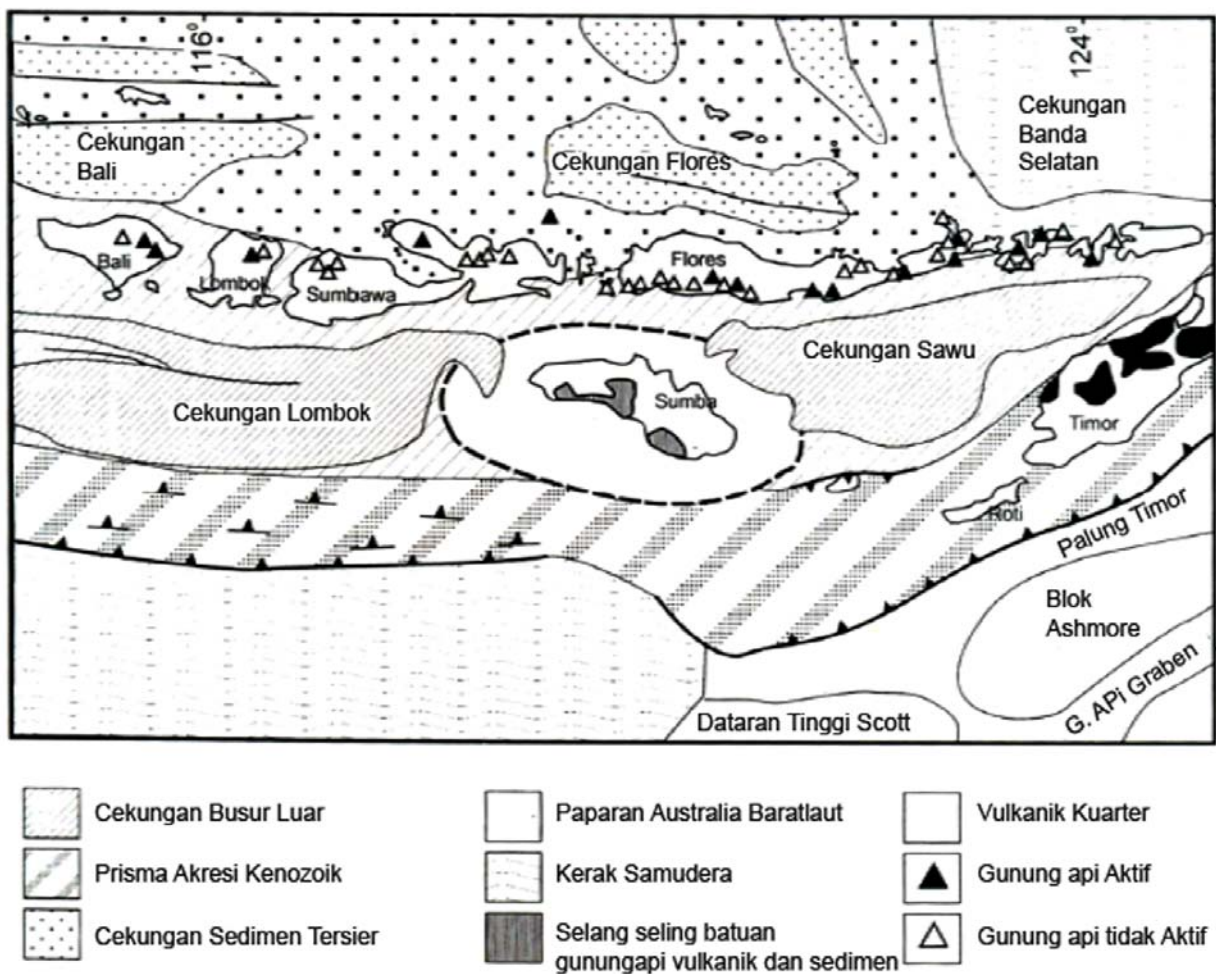 116°
124°
Cekungan
Bali
Cekungan Flores
Cekungan
Banda
Selatan
Bali
Lombok
Sumbawa
Flores
Cekungan Lombok
Sumba
Cekungan Sawu
Timor
Roti
Palung Timor
Blok
Ashmore
Dataran Tinggi Scott
G. APi Graben
Cekungan Busur Luar
Prisma Akresi Kenozoik
Cekungan Sedimen Tersier
Paparan Australia Baratlaut
Kerak Samudera
Selang seling batuan
gunungapi vulkanik dan sedimen
Vulkanik Kuarter
Gunung api Aktif
Gunung api tidak Aktif